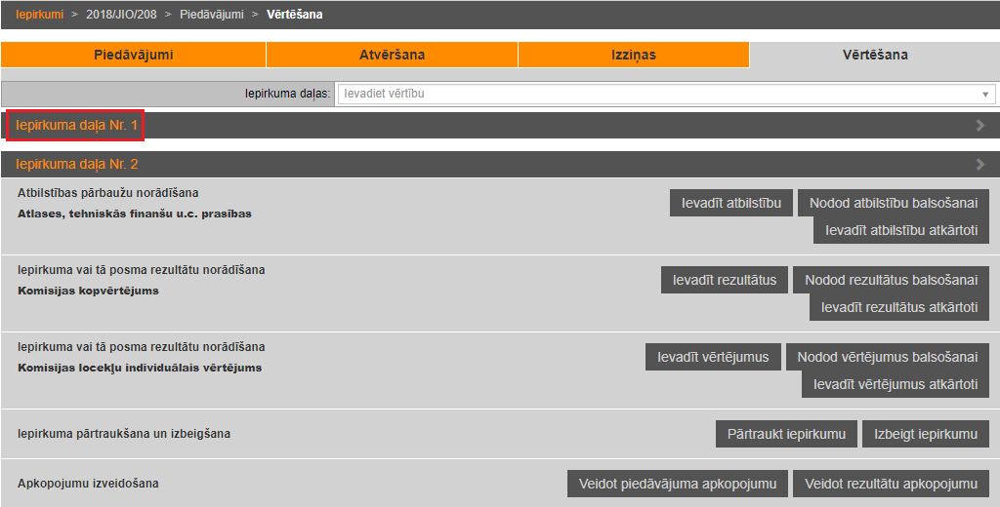 Iepirkumi > 2018/JIO/208 > Piedāvājumi > Vērtēšana
Piedāvājumi Atvēršana Izziņas Vērtēšana
Iepirkuma daļas: Ievadiet vērtību
Iepirkuma daļa Nr. 1
Iepirkuma daļa Nr. 2
Atbilstības pārbaužu norādīšana
Atlases, tehniskās finanšu u.c. prasības
Ievadīt atbilstību Nodod atbilstību balsošanai
Ievadīt atbilstību atkārtoti
Iepirkuma vai tā posma rezultātu norādīšana
Komisijas kopvērtējums
Ievadīt rezultātus Nodod rezultātus balsošanai
Ievadīt rezultātus atkārtoti
Iepirkuma vai tā posma rezultātu norādīšana
Komisijas locekļu individuālais vērtējums
Ievadīt vērtējumus Nodod vērtējumus balsošanai
Ievadīt vērtējumus atkārtoti
Iepirkuma pārtraukšana un izbeigšana
Pārtraukt iepirkumu Izbeigt iepirkumu
Apkopojumu izveidošana
Veidot piedāvājuma apkopojumu Veidot rezultātu apkopojumu